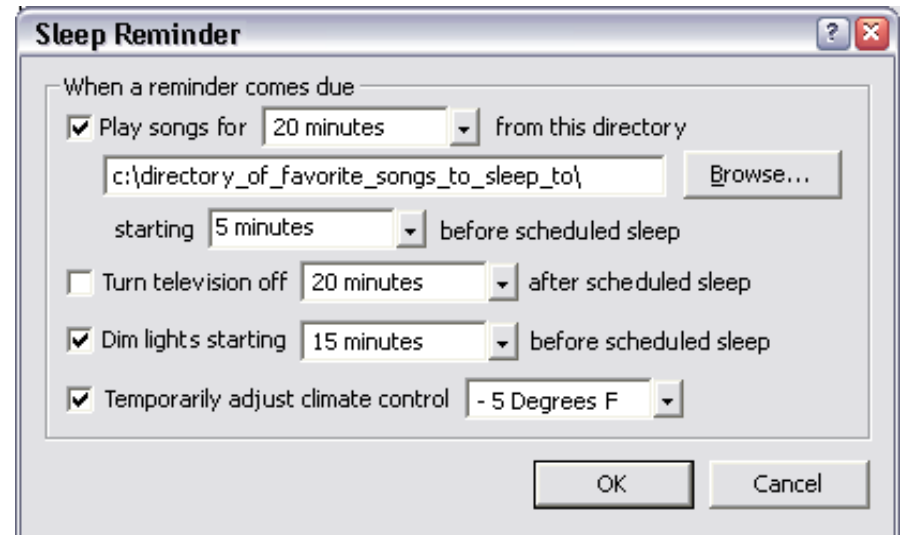 Sleep Reminder
When a reminder comes due
Play songs for 20 minutes from this directory
c:\directory_of_favorite_songs_to_sleep_to\ Browse...
starting 5 minutes before scheduled sleep
Turn television off 20 minutes after scheduled sleep
Dim lights starting 15 minutes before scheduled sleep
Temporarily adjust climate control - 5 Degrees F
OK Cancel